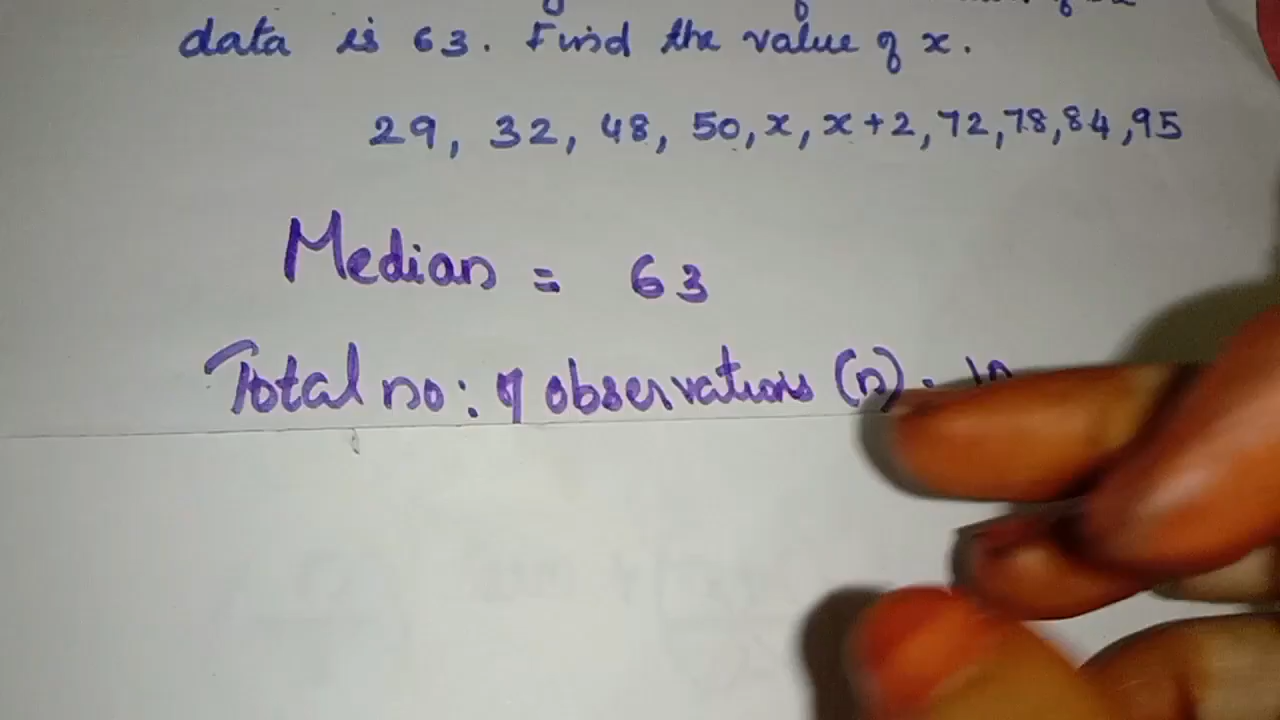 data is 63. Find the value of x.
29, 32, 48, 50, x, x+2, 72, 78, 84, 95
Median = 63
Total no: of observations (n) = 10